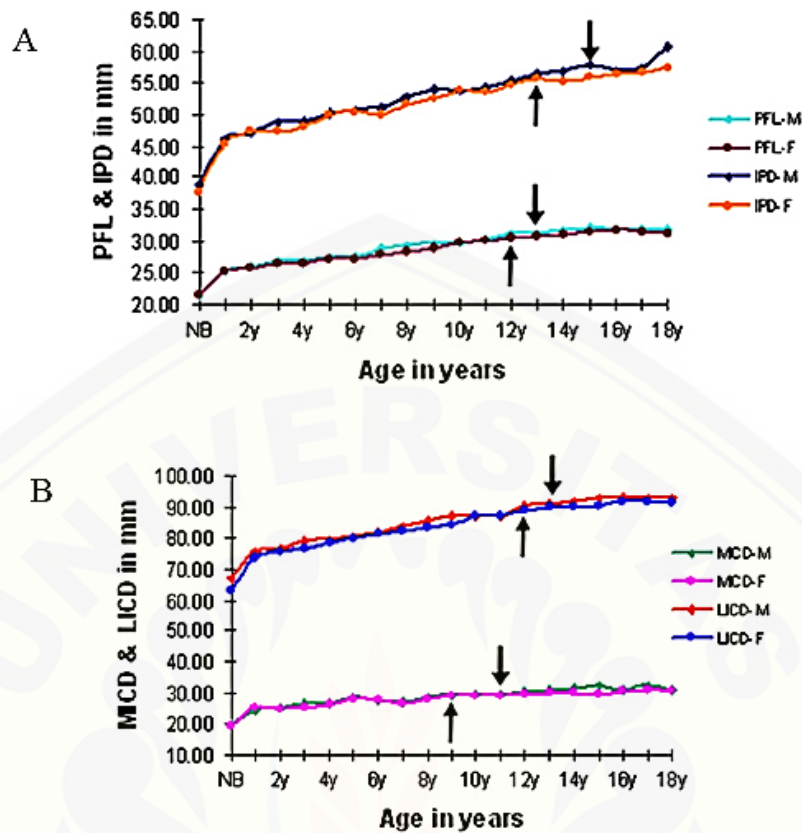 A
65.00
60.00
55.00
50.00
45.00
40.00
35.00
30.00
25.00
20.00
PFL & IPD in mm
NB 2y 4y 6y 8y 10y 12y 14y 16y 18y
Age in years
PFL-M
PFL-F
IPD-M
IPD-F
B
100.00
90.00
80.00
70.00
60.00
50.00
40.00
30.00
20.00
10.00
MICD & LICD in mm
NB 2y 4y 6y 8y 10y 12y 14y 16y 18y
Age in years
MCD-M
MCD-F
LICD-M
LICD-F
UNIVERSITAS